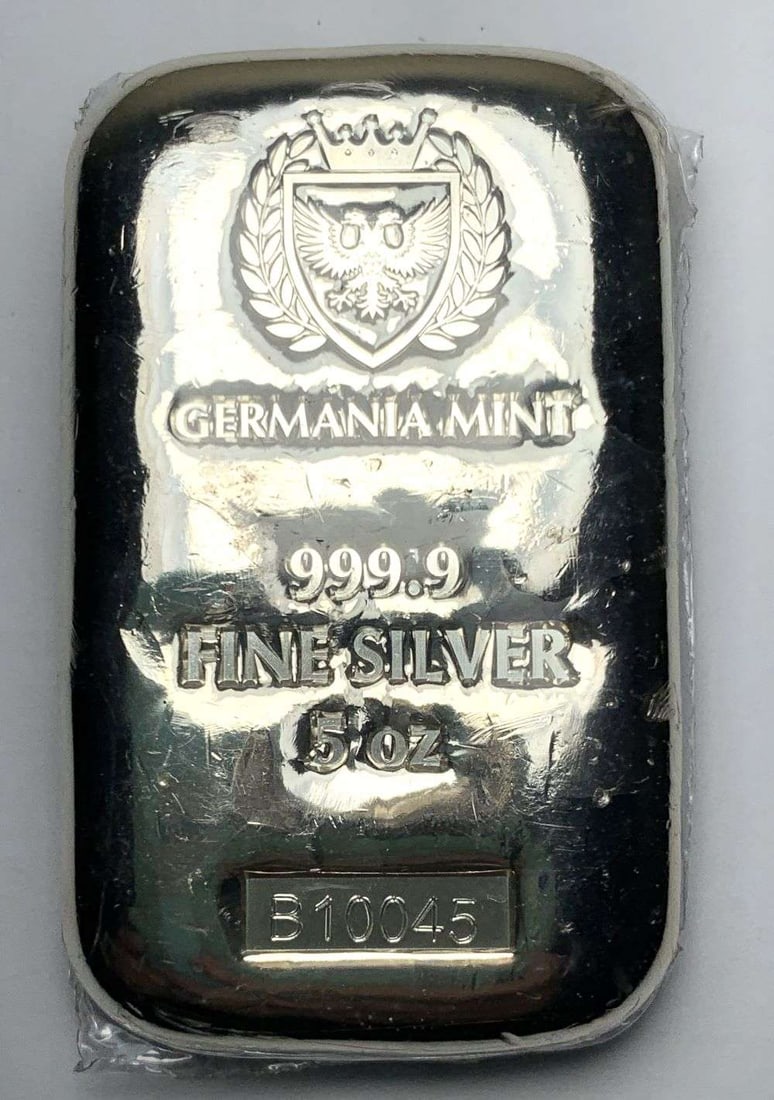 GERMANIA MINT
999.9
FINE SILVER
5 oz
B10045